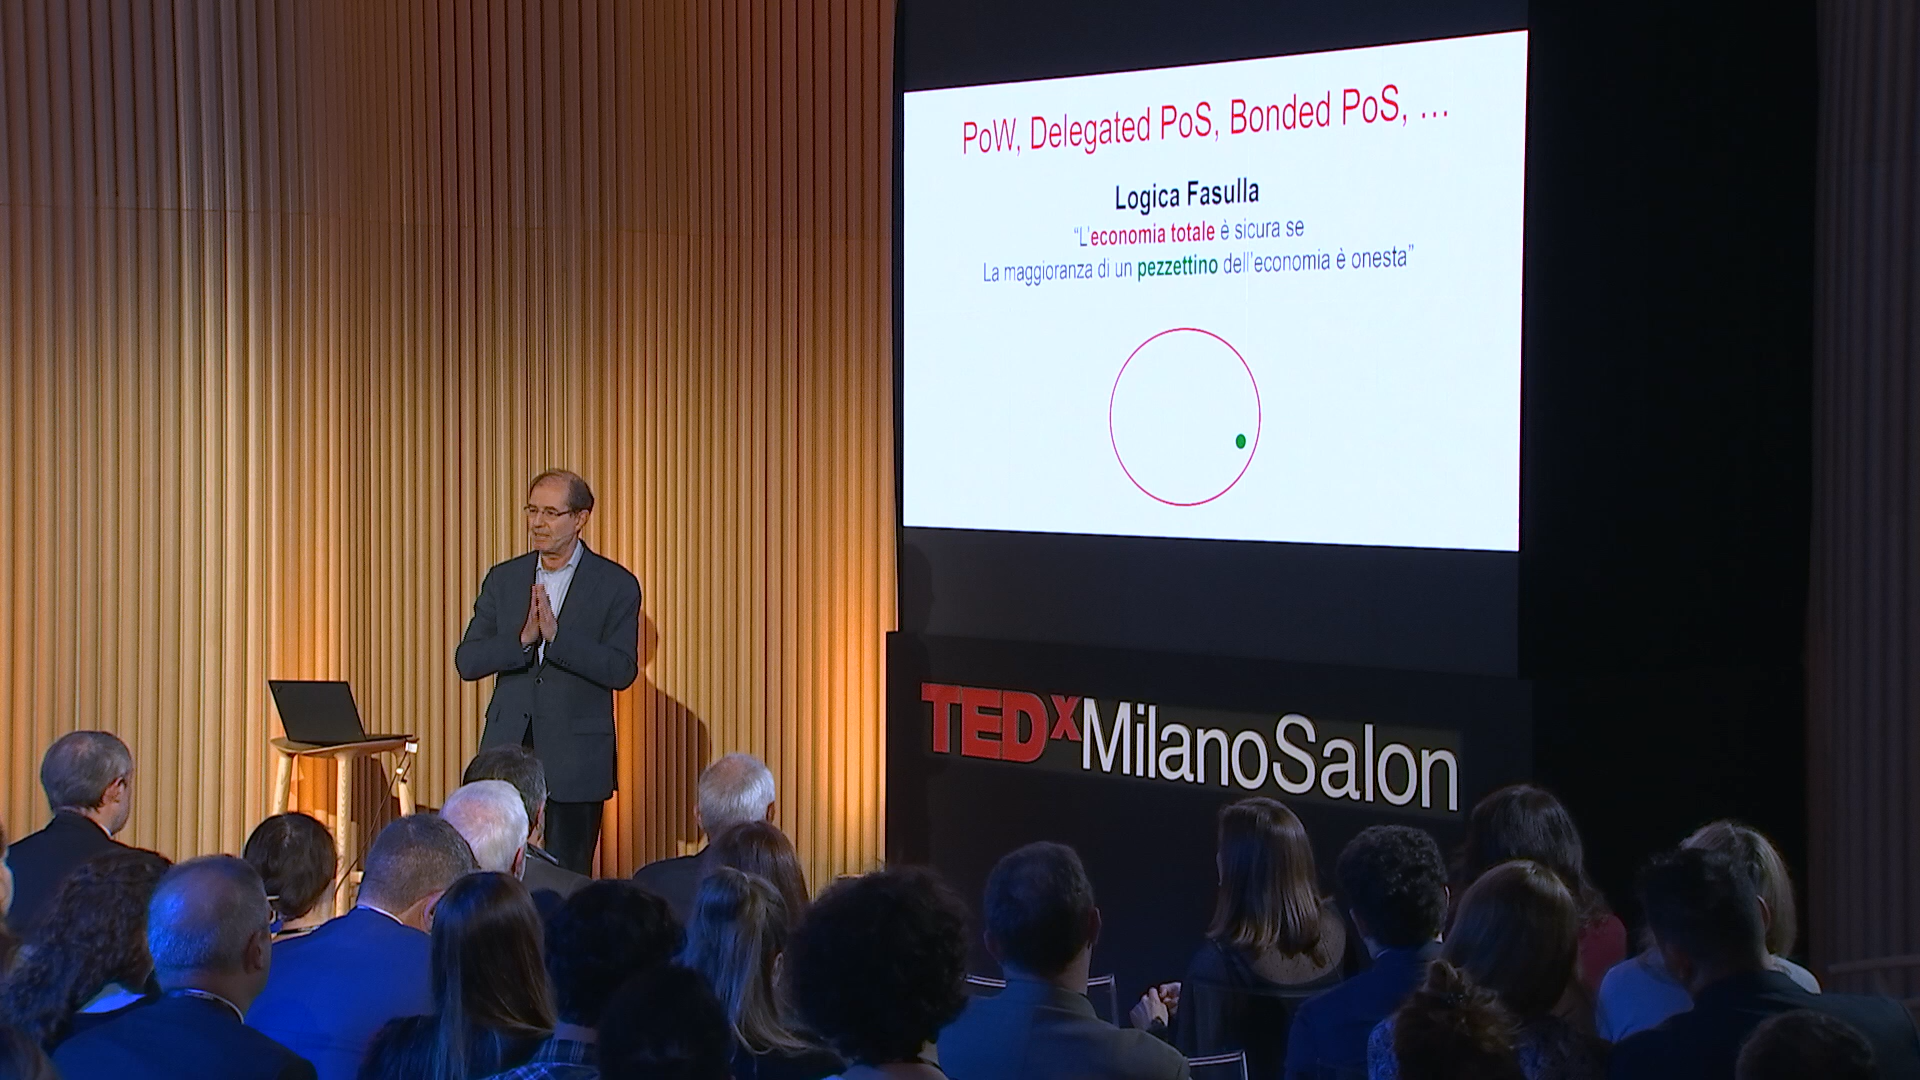 PoW, Delegated PoS, Bonded PoS, …
Logica Fasulla
“L’economia totale è sicura se
La maggioranza di un pezzettino dell’economia è onesta”
TEDxMilanoSalon